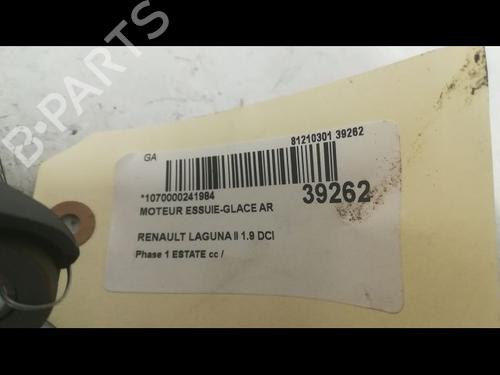 B-PARTS
GA
81210301 39262
*1070000241984
39262
MOTEUR ESSUIE-GLACE AR
RENAULT LAGUNA II 1.9 DCI
Phase 1 ESTATE cc /